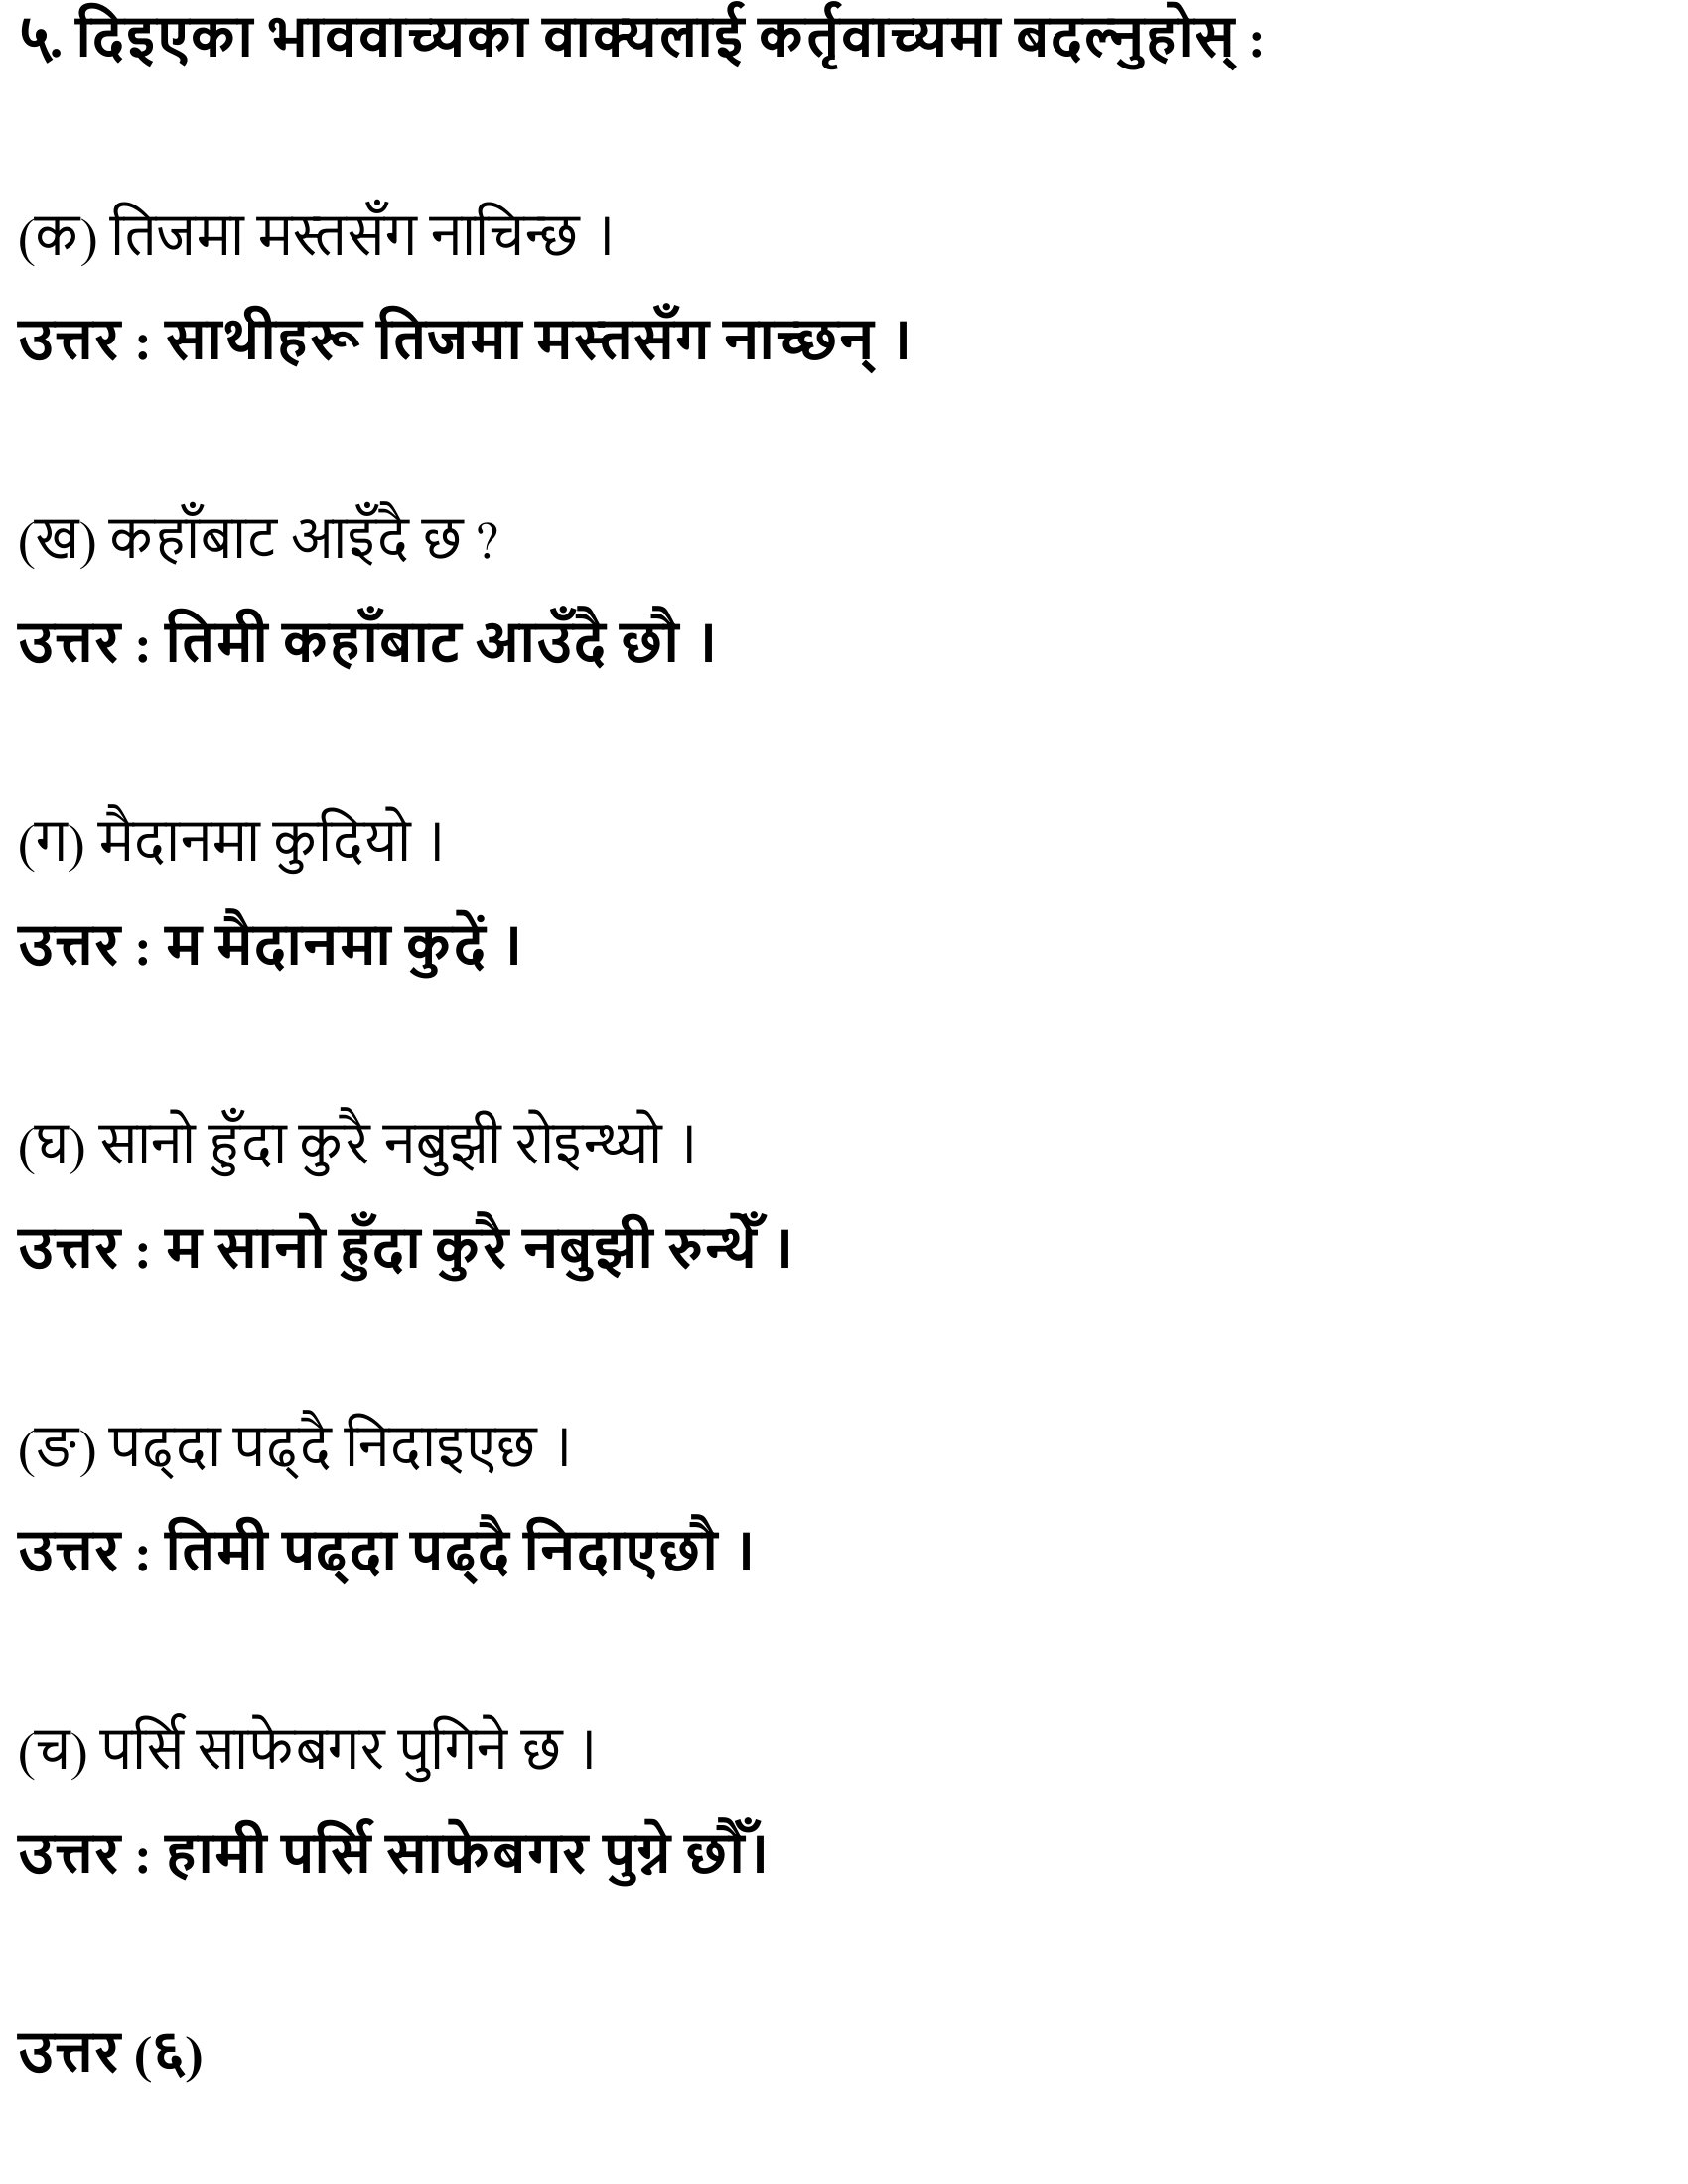 ५. दिइएका भाववाच्यका वाक्यलाई कर्तृवाच्यमा बदल्नुहोस् :
(क) तिजमा मस्तसँग नाचिन्छ ।
उत्तर : साथीहरू तिजमा मस्तसँग नाच्छन् ।
(ख) कहाँबाट आइँदै छ ?
उत्तर : तिमी कहाँबाट आउँदै छौ ।
(ग) मैदानमा कुदियो ।
उत्तर : म मैदानमा कुदें ।
(घ) सानो हुँदा कुरै नबुझी रोइन्थ्यो ।
उत्तर : म सानो हुँदा कुरै नबुझी रुन्थेँ ।
(ङ) पढ्दा पढ्दै निदाइएछ ।
उत्तर : तिमी पढ्दा पढ्दै निदाएछौ ।
(च) पर्सि साफेबगर पुगिने छ ।
उत्तर : हामी पर्सि साफेबगर पुग्ने छौँ।
उत्तर (६)